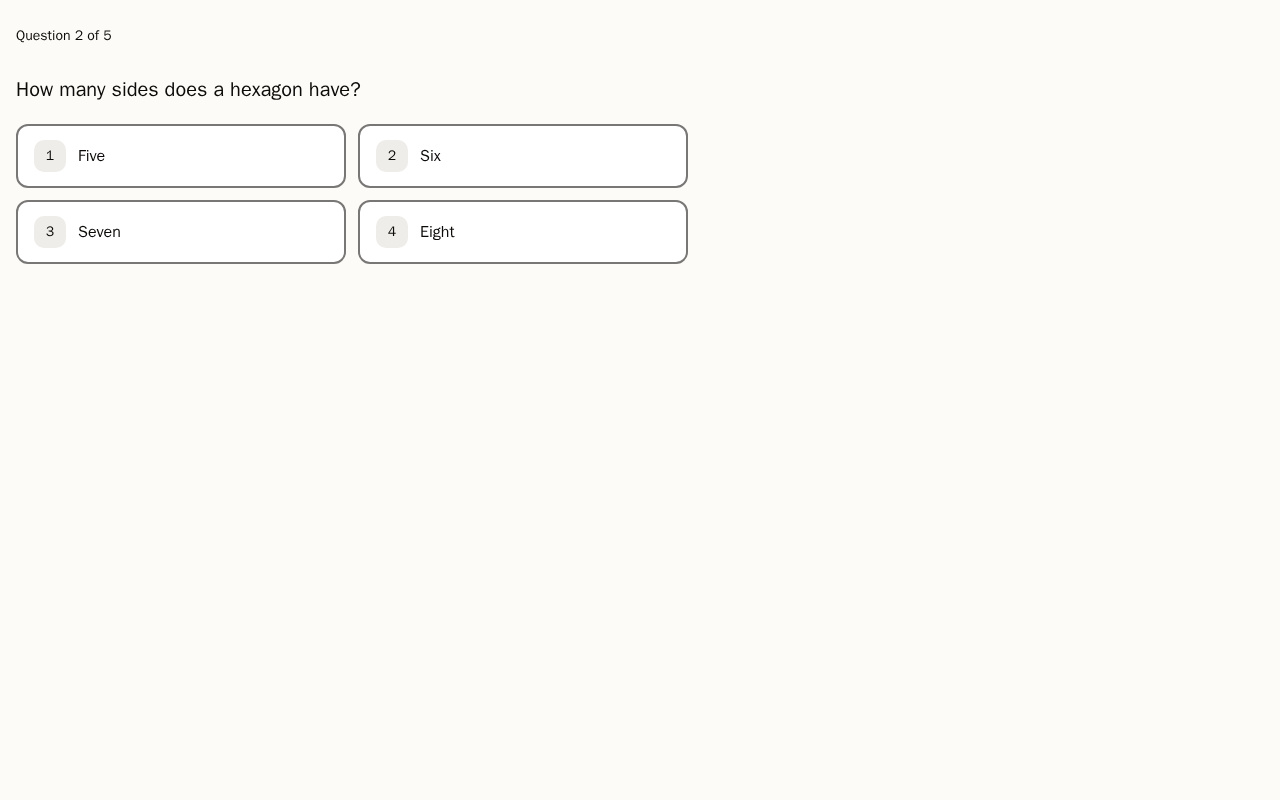 Question 2 of 5
How many sides does a hexagon have?
1 Five
2 Six
3 Seven
4 Eight